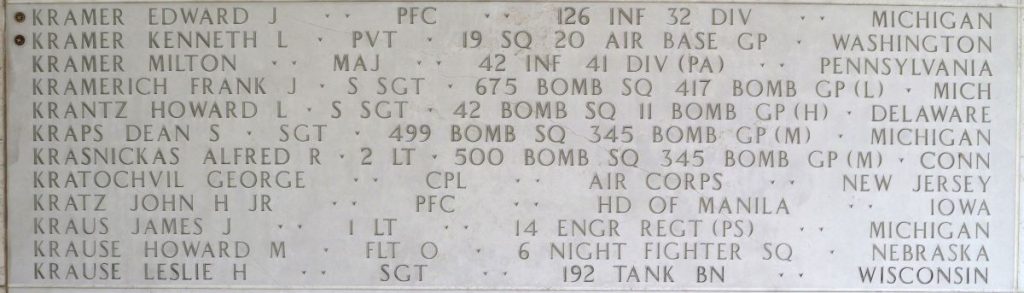 KRAMER EDWARD J · · PFC · · 126 INF 32 DIV · · MICHIGAN
KRAMER KENNETH L · PVT · 19 SQ 20 AIR BASE GP · WASHINGTON
KRAMER MILTON · · MAJ · · 42 INF 41 DIV (PA) · · PENNSYLVANIA
KRAMERICH FRANK J · S SGT · 675 BOMB SQ 417 BOMB GP (L) · MICH
KRANTZ HOWARD L · S SGT · 42 BOMB SQ 11 BOMB GP (H) · DELAWARE
KRAPS DEAN S · SGT · 499 BOMB SQ 345 BOMB GP (M) · MICHIGAN
KRASNICKAS ALFRED R · 2 LT · 500 BOMB SQ 345 BOMB GP (M) · CONN
KRATOCHVIL GEORGE · · CPL · · AIR CORPS · · NEW JERSEY
KRATZ JOHN H JR · · PFC · · HD OF MANILA · · IOWA
KRAUS JAMES J · · 1 LT · · 14 ENGR REGT (PS) · · MICHIGAN
KRAUSE HOWARD M · FLT O · 6 NIGHT FIGHTER SQ · NEBRASKA
KRAUSE LESLIE H · · SGT · · 192 TANK BN · · WISCONSIN